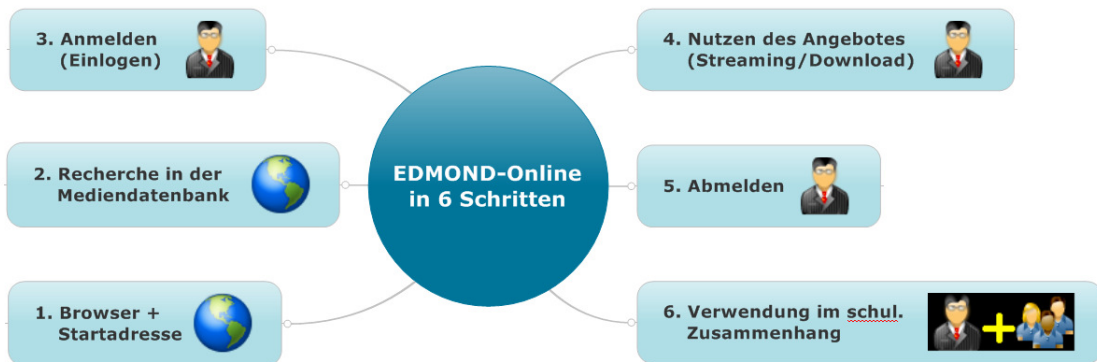 3. Anmelden
(Einlogen)
2. Recherche in der
Mediendatenbank
1. Browser +
Startadresse
EDMOND-Online
in 6 Schritten
4. Nutzen des Angebotes
(Streaming/Download)
5. Abmelden
6. Verwendung im schul.
Zusammenhang